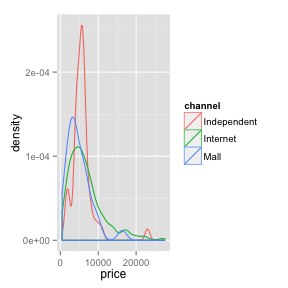 density
2e-04
1e-04
0e+00
0 10000 20000
price
channel
Independent
Internet
Mall